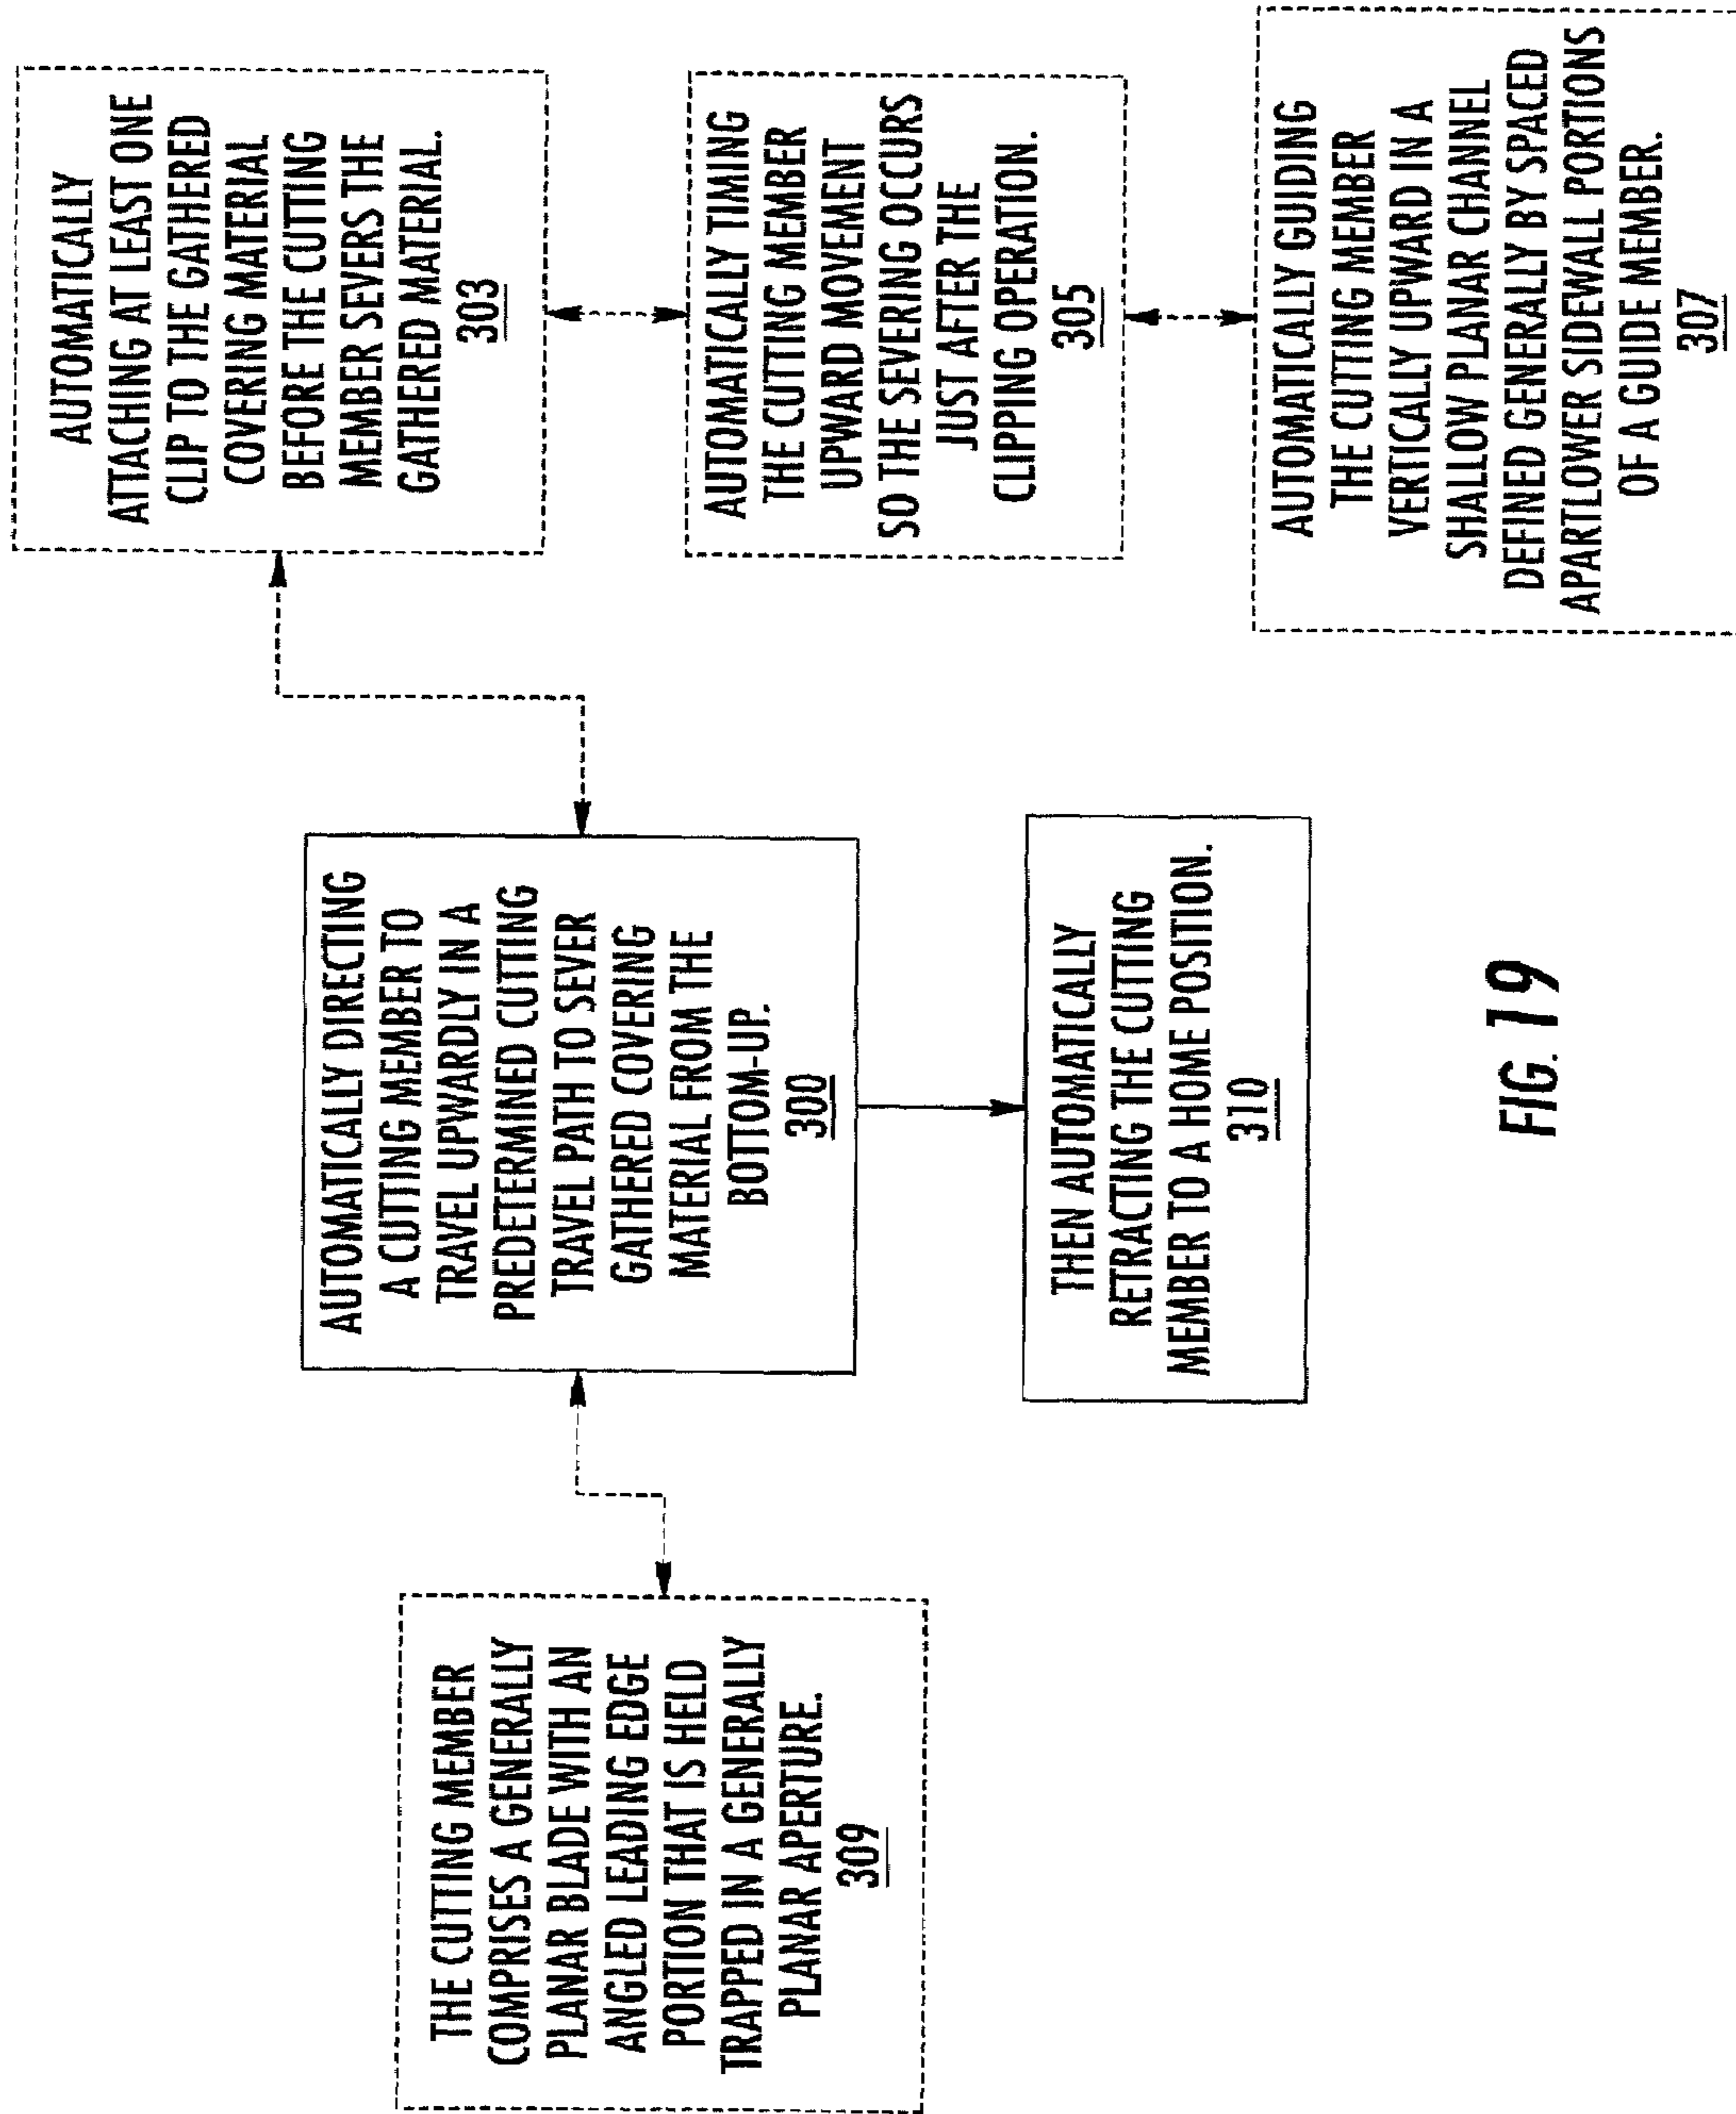 AUTOMATICALLY DIRECTING
A CUTTING MEMBER TO
TRAVEL UPWARDLY IN A
PREDETERMINED CUTTING
TRAVEL PATH TO SEVER
GATHERED COVERING
MATERIAL FROM THE
BOTTOM-UP.
300
THEN AUTOMATICALLY
RETRACTING THE CUTTING
MEMBER TO A HOME POSITION.
310
THE CUTTING MEMBER
COMPRISES A GENERALLY
PLANAR BLADE WITH AN
ANGLED LEADING EDGE
PORTION THAT IS HELD
TRAPPED IN A GENERALLY
PLANAR APERTURE.
309
AUTOMATICALLY
ATTACHING AT LEAST ONE
CLIP TO THE GATHERED
COVERING MATERIAL
BEFORE THE CUTTING
MEMBER SEVERS THE
GATHERED MATERIAL.
303
AUTOMATICALLY TIMING
THE CUTTING MEMBER
UPWARD MOVEMENT
SO THE SEVERING OCCURS
JUST AFTER THE
CLIPPING OPERATION.
305
AUTOMATICALLY GUIDING
THE CUTTING MEMBER
VERTICALLY UPWARD IN A
SHALLOW PLANAR CHANNEL
DEFINED GENERALLY BY SPACED
APARTLOWER SIDEWALL PORTIONS
OF A GUIDE MEMBER.
307
FIG. 19